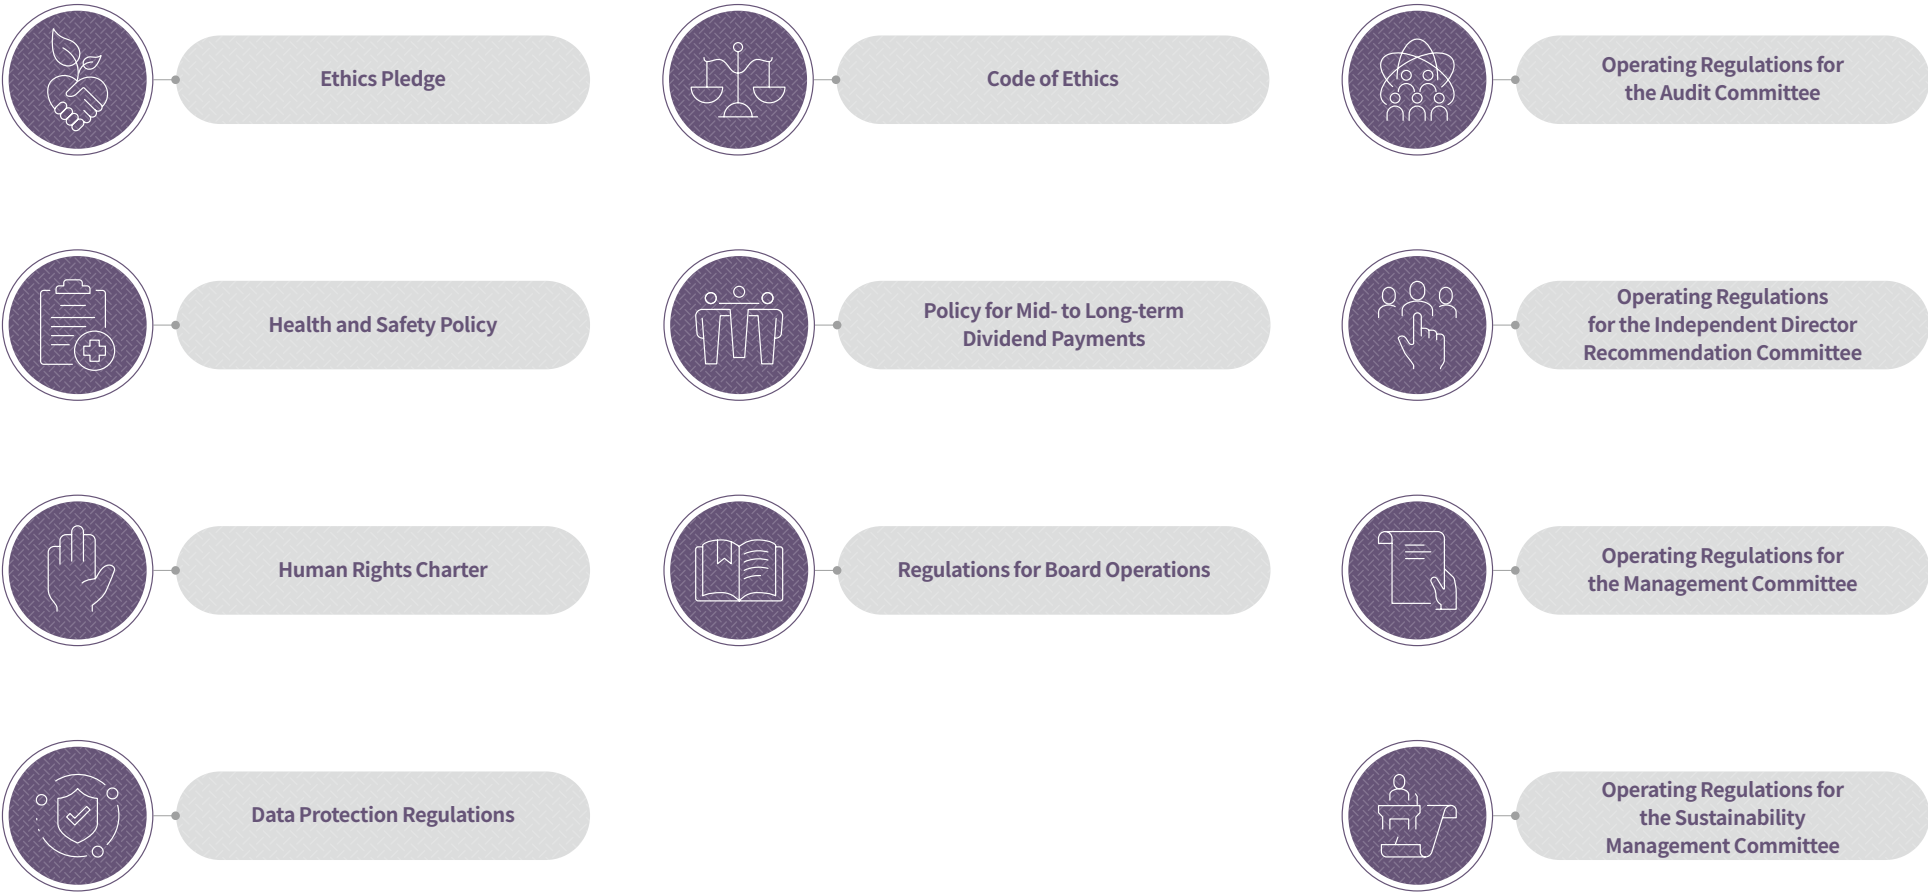 Ethics Pledge
Code of Ethics
Operating Regulations for
the Audit Committee
Health and Safety Policy
Policy for Mid- to Long-term
Dividend Payments
Operating Regulations
for the Independent Director
Recommendation Committee
Human Rights Charter
Regulations for Board Operations
Operating Regulations for
the Management Committee
Data Protection Regulations
Operating Regulations for
the Sustainability
Management Committee